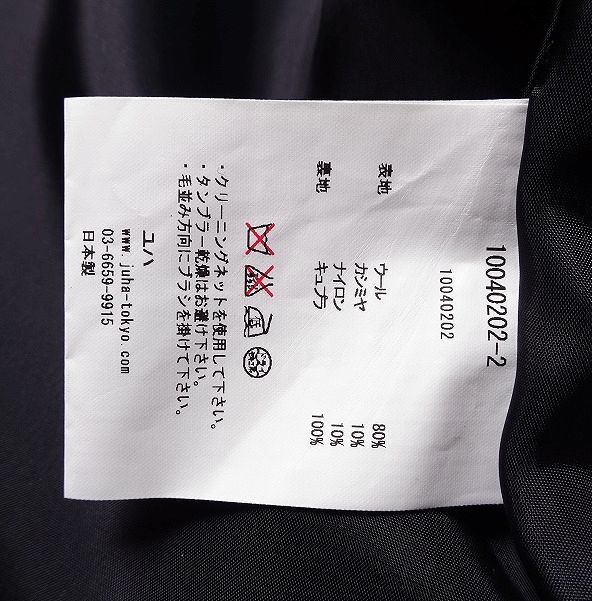 10040202-2
10040202
表地 ウール 80%
カシミヤ 10%
ナイロン 10%
裏地 キュプラ 100%
・クリーニングネットを使用して下さい。
・タンブラー乾燥はお避け下さい。
・毛並み方向にブラシを掛けて下さい。
ユハ
www.juha-tokyo.com
03-6659-9915
日本製